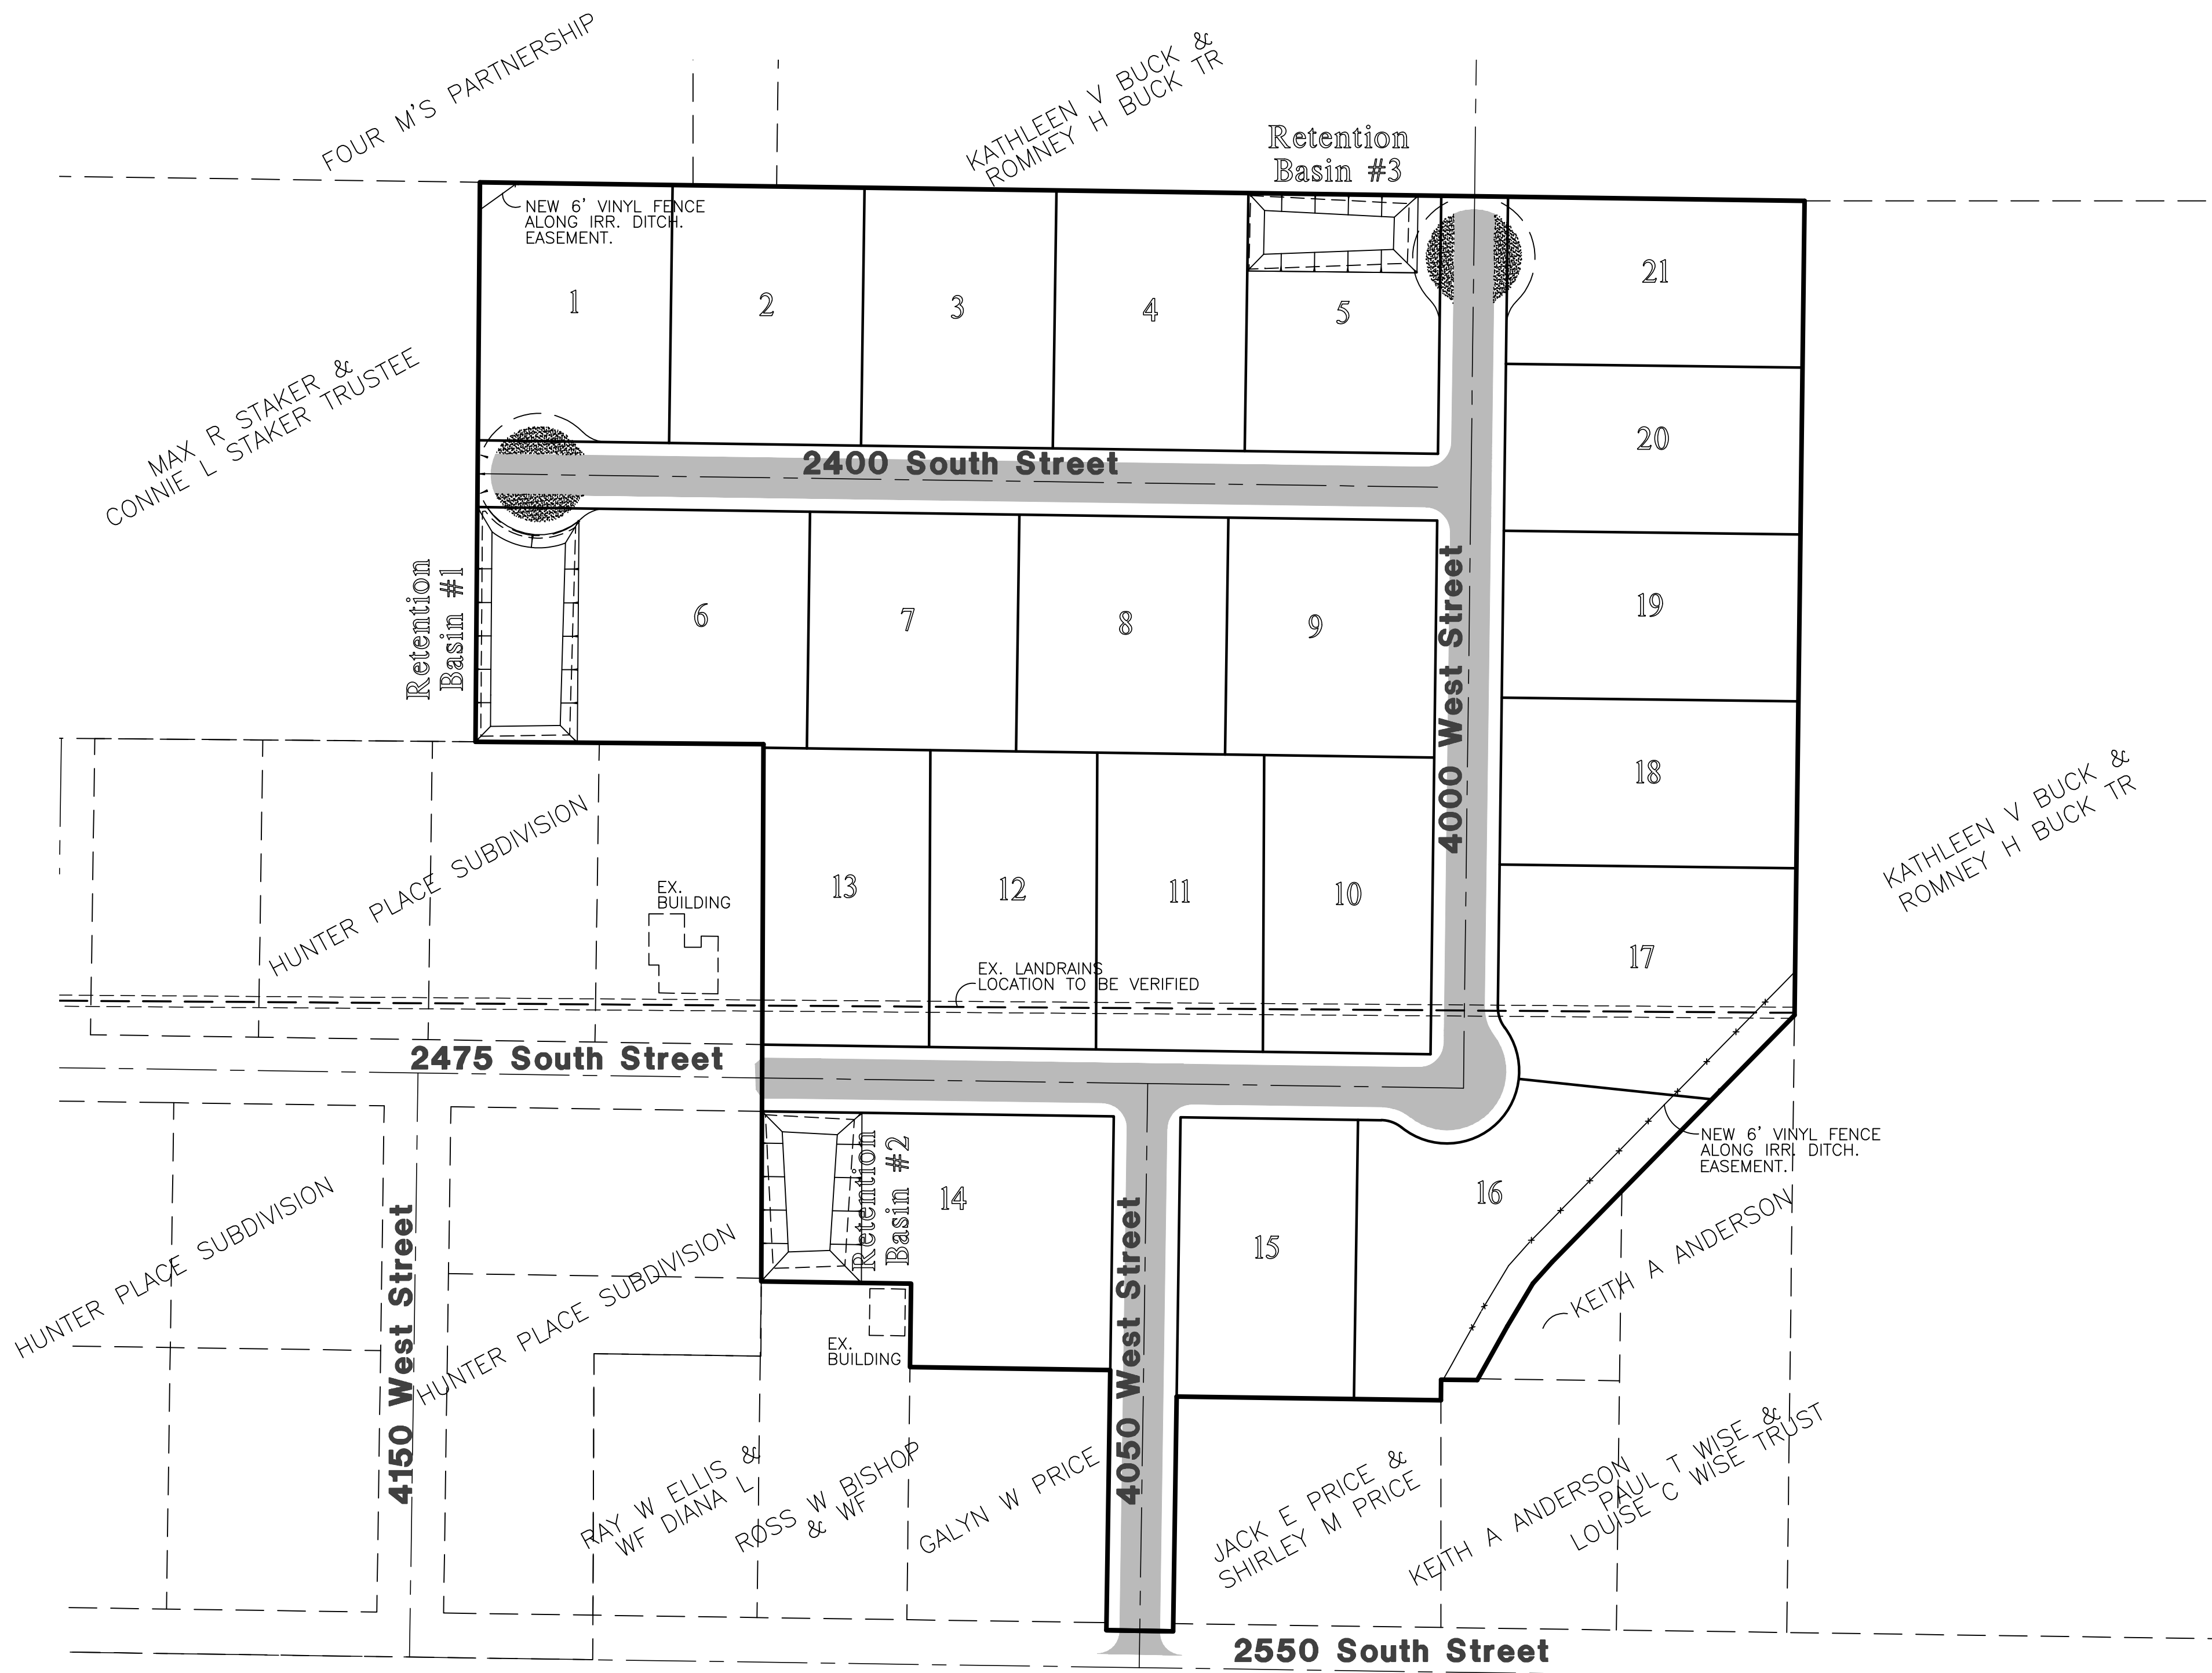 FOUR M'S PARTNERSHIP
KATHLEEN V BUCK &
ROMNEY H BUCK TR
Retention
Basin #3
NEW 6' VINYL FENCE
ALONG IRR. DITCH.
EASEMENT.
1
2
3
4
5
21
20
MAX R STAKER &
CONNIE L STAKER TRUSTEE
2400 South Street
Retention
Basin #1
6
7
8
9
4000 West Street
19
18
KATHLEEN V BUCK &
ROMNEY H BUCK TR
HUNTER PLACE SUBDIVISION
EX.
BUILDING
13
12
11
10
17
EX. LANDRAINS
LOCATION TO BE VERIFIED
2475 South Street
NEW 6' VINYL FENCE
ALONG IRR. DITCH.
EASEMENT.
Retention
Basin #2
14
15
16
HUNTER PLACE SUBDIVISION
4150 West Street
HUNTER PLACE SUBDIVISION
EX.
BUILDING
4050 West Street
KEITH A ANDERSON
RAY W ELLIS &
WF DIANA L
ROSS W BISHOP
& WF
GALYN W PRICE
JACK E PRICE &
SHIRLEY M PRICE
KEITH A ANDERSON
PAUL T WISE &
LOUISE C WISE TRUST
2550 South Street